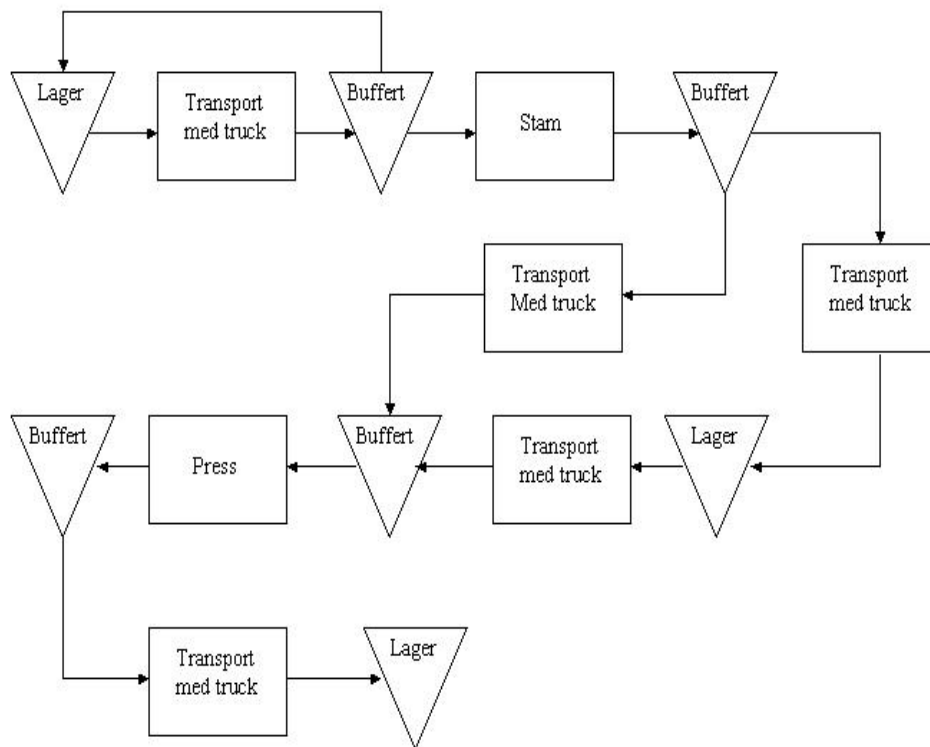 Lager
Transport
med truck
Buffert
Stam
Buffert
Transport
Med truck
Transport
med truck
Buffert
Press
Buffert
Transport
med truck
Lager
Transport
med truck
Lager